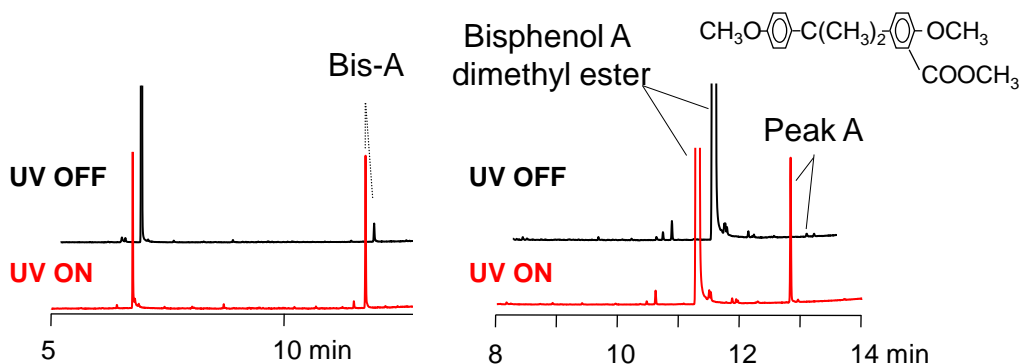 Bis-A
UV OFF
UV ON
5
10 min
Bisphenol A
dimethyl ester
CH₃O
C(CH₃)₂
OCH₃
COOCH₃
Peak A
UV OFF
UV ON
8
10
12
14
min